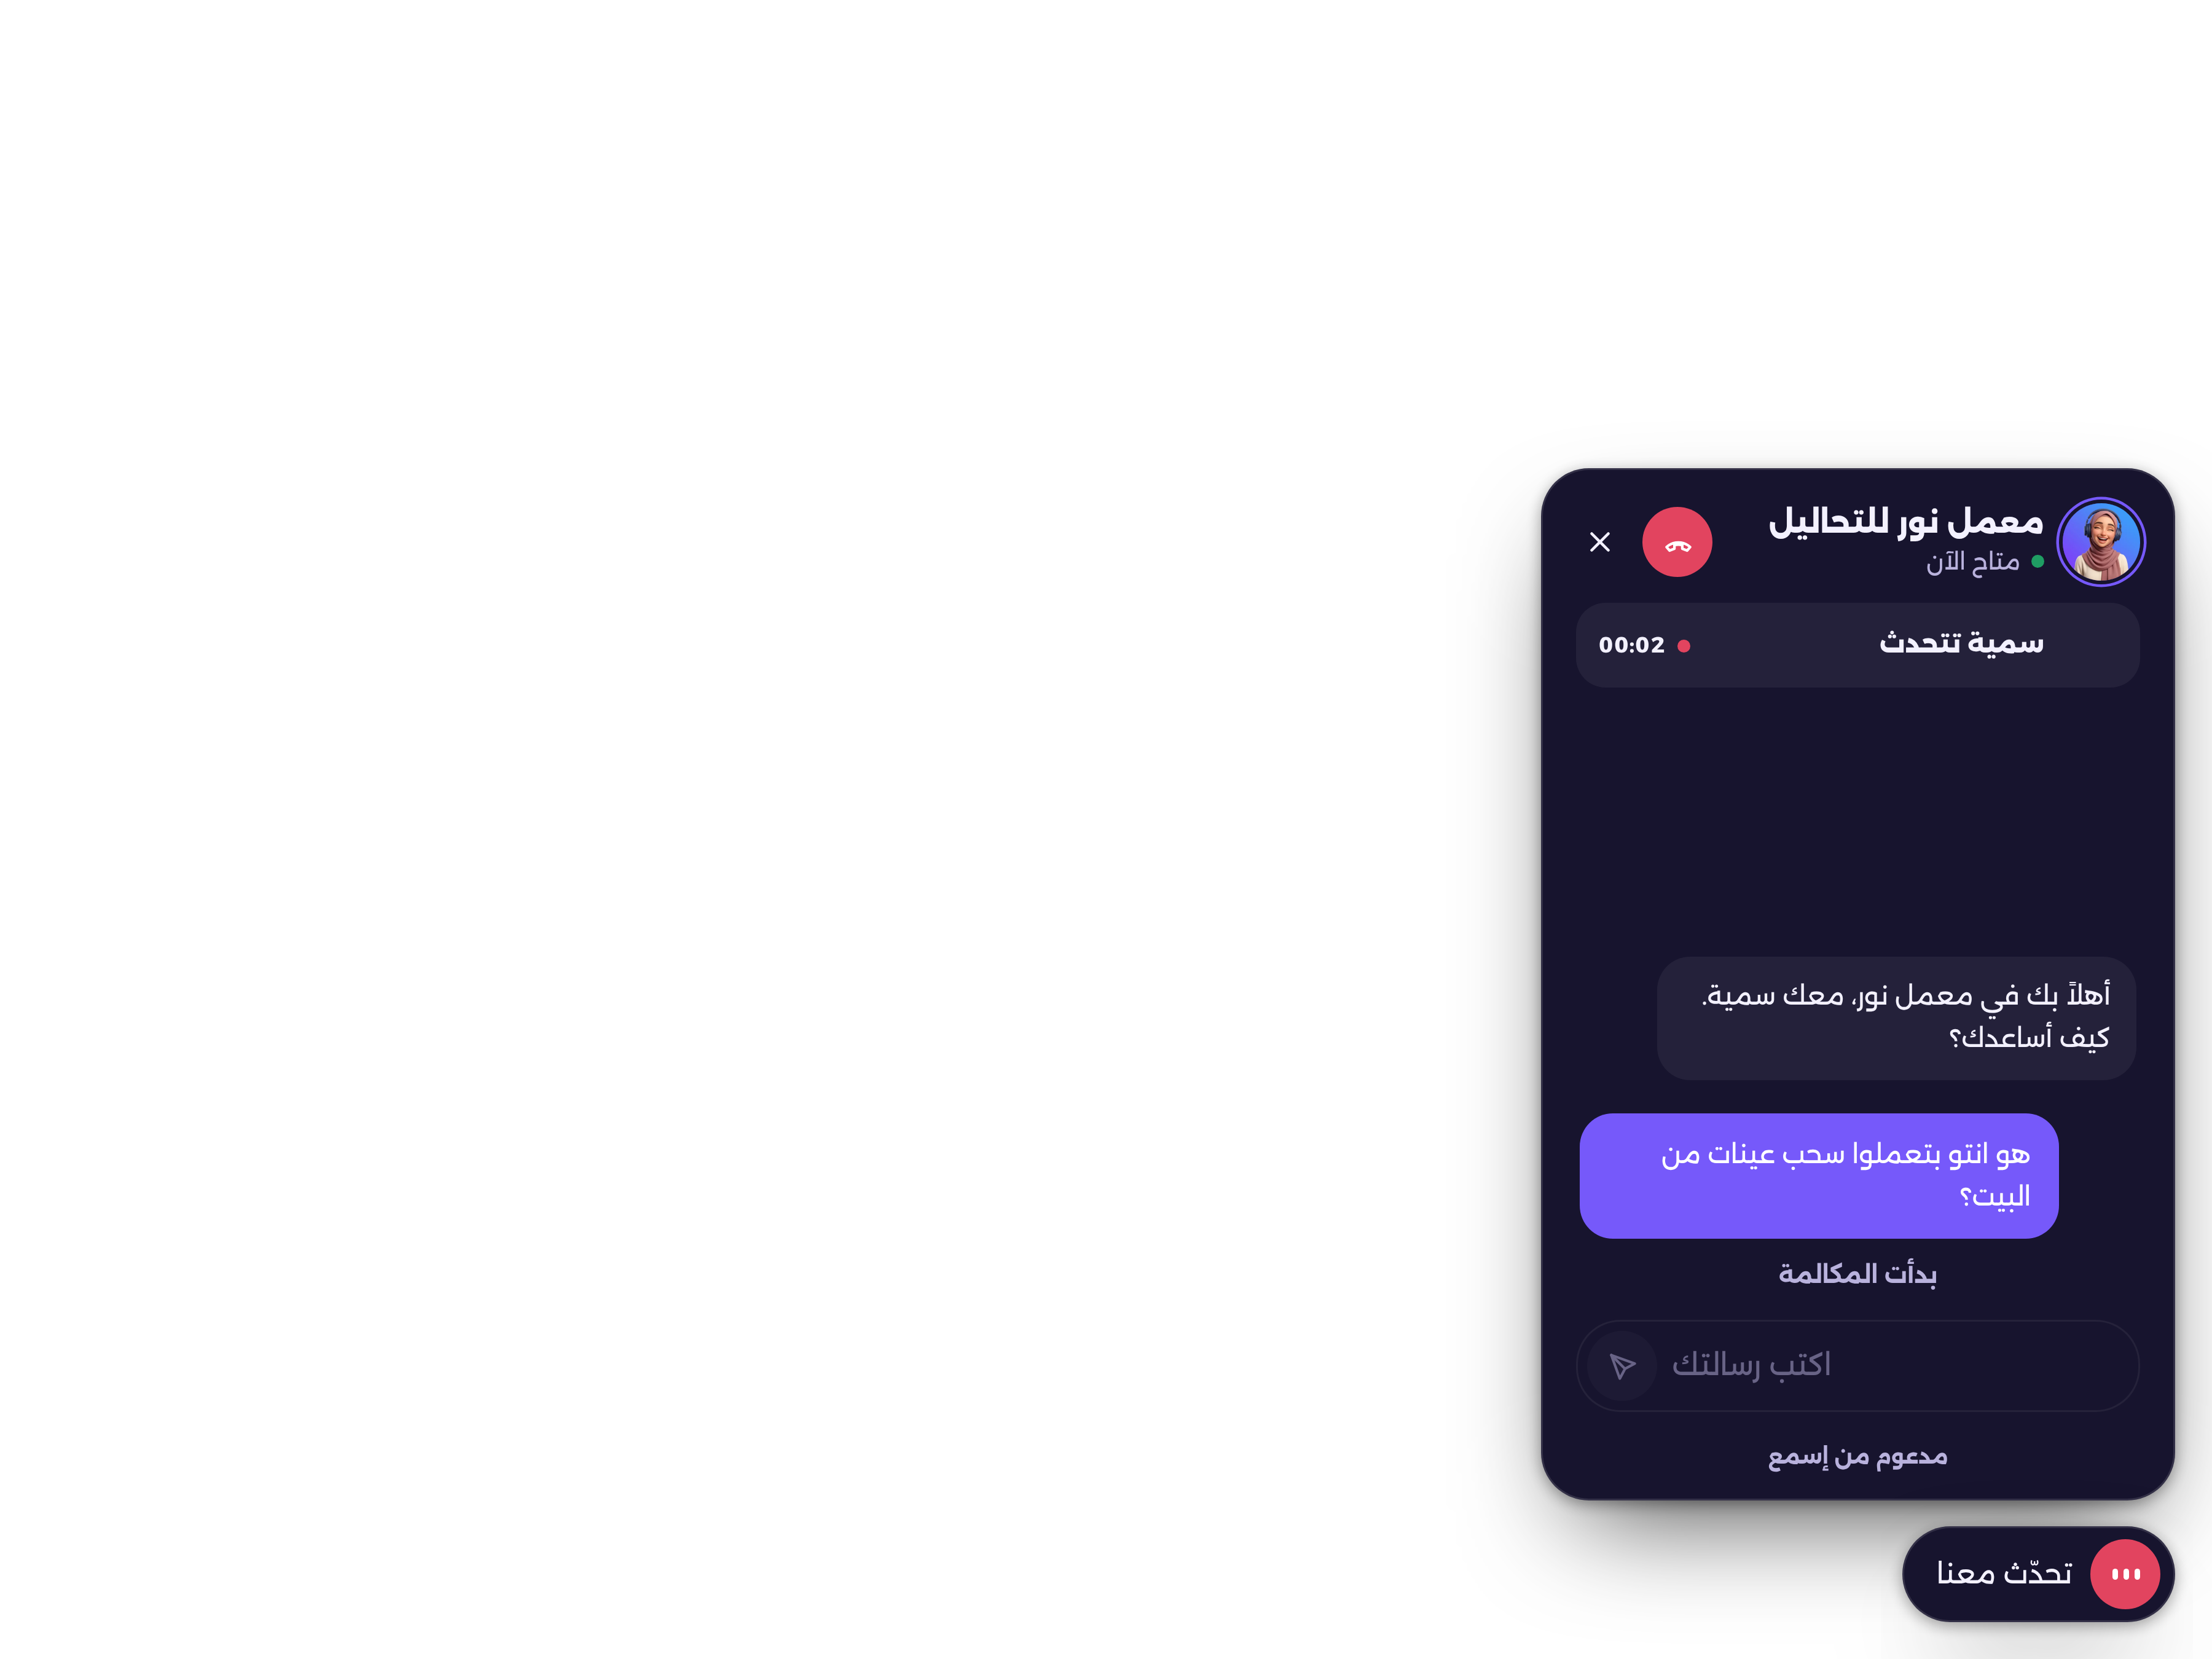 معمل نور للتحاليل
متاح الآن
سمية تتحدث
00:02
أهلاً بك في معمل نور، معك سمية.
كيف أساعدك؟
هو انتو بتعملوا سحب عينات من
البيت؟
بدأت المكالمة
اكتب رسالتك
مدعوم من إسمع
تحدّث معنا